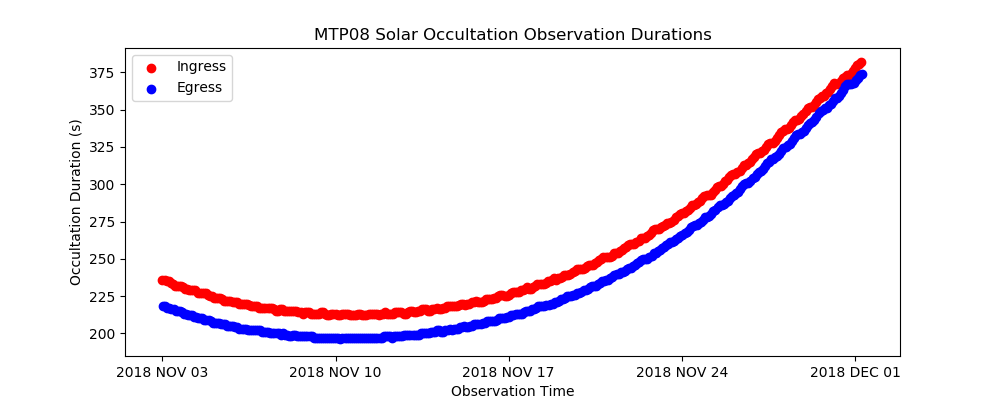 MTP08 Solar Occultation Observation Durations
Ingress
Egress
375
350
325
300
275
250
225
200
Occultation Duration (s)
2018 NOV 03
2018 NOV 10
2018 NOV 17
2018 NOV 24
2018 DEC 01
Observation Time